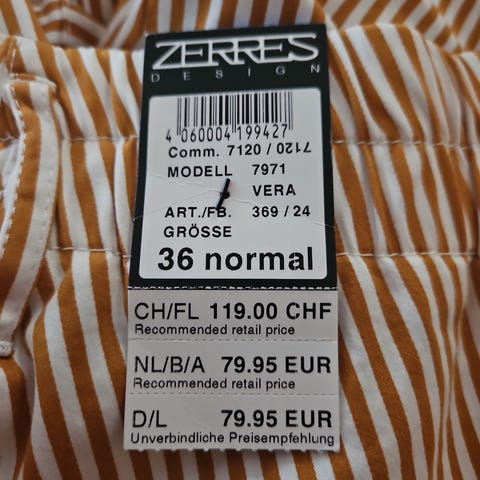 ZERRES
DESIGN
4 060004 199427
Comm. 7120 / 7120
MODELL 7971
VERA
ART./FB. 369 / 24
GRÖSSE
36 normal
CH/FL 119.00 CHF
Recommended retail price
NL/B/A 79.95 EUR
Recommended retail price
D/L 79.95 EUR
Unverbindliche Preisempfehlung